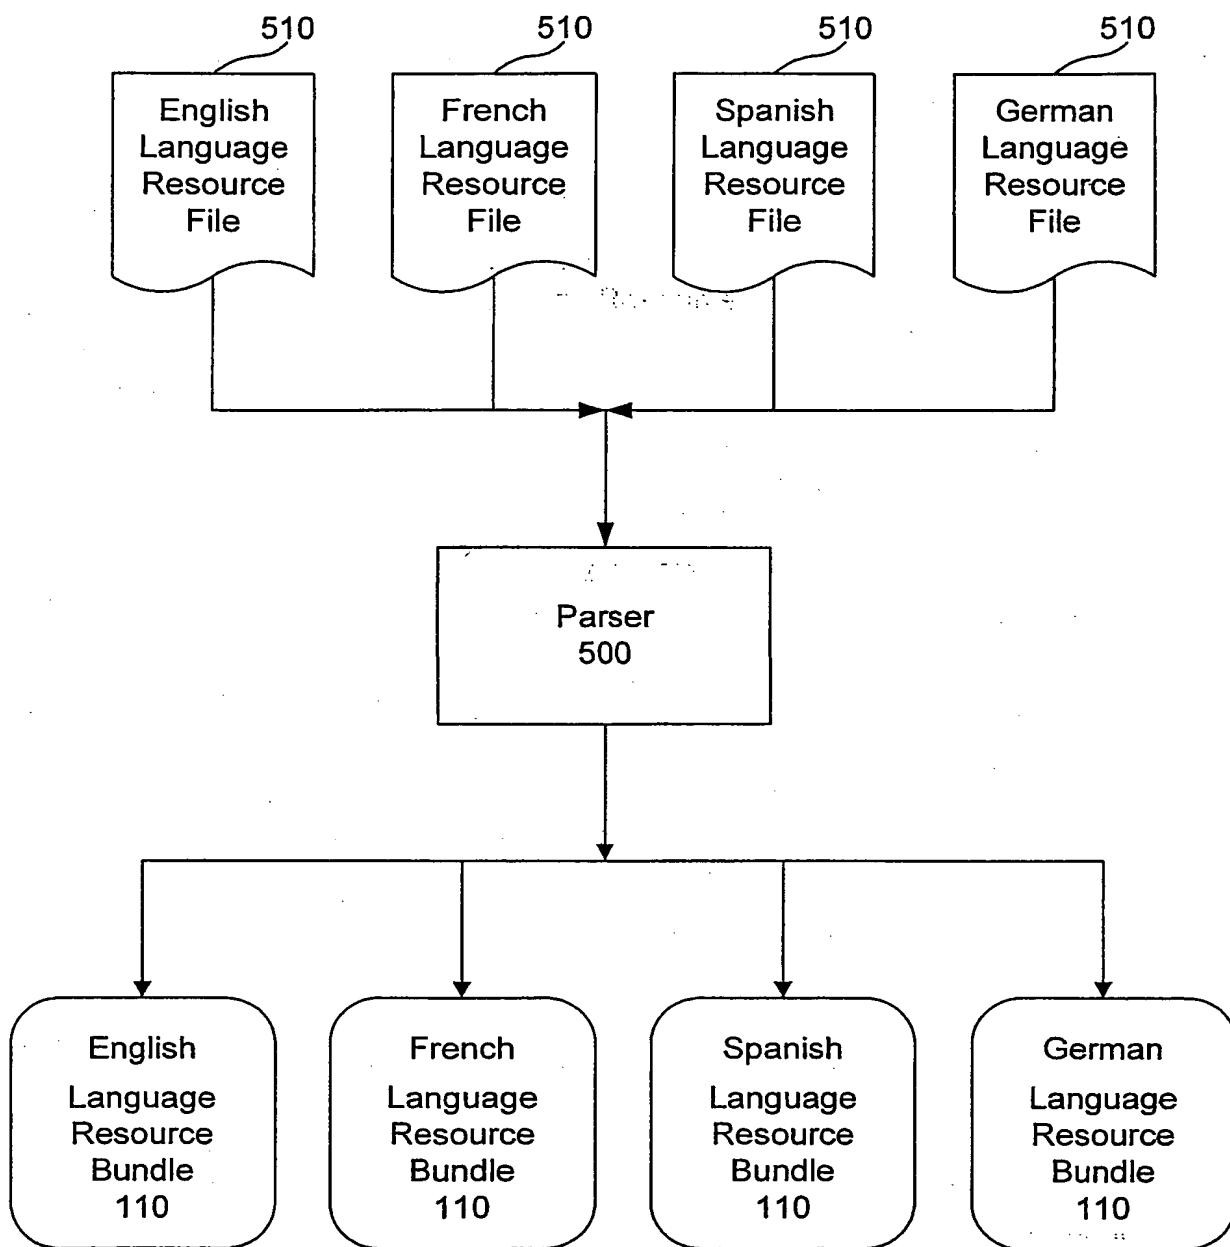 510
510
510
510
English
Language
Resource
File
French
Language
Resource
File
Spanish
Language
Resource
File
German
Language
Resource
File
Parser
500
English
Language
Resource
Bundle
110
French
Language
Resource
Bundle
110
Spanish
Language
Resource
Bundle
110
German
Language
Resource
Bundle
110